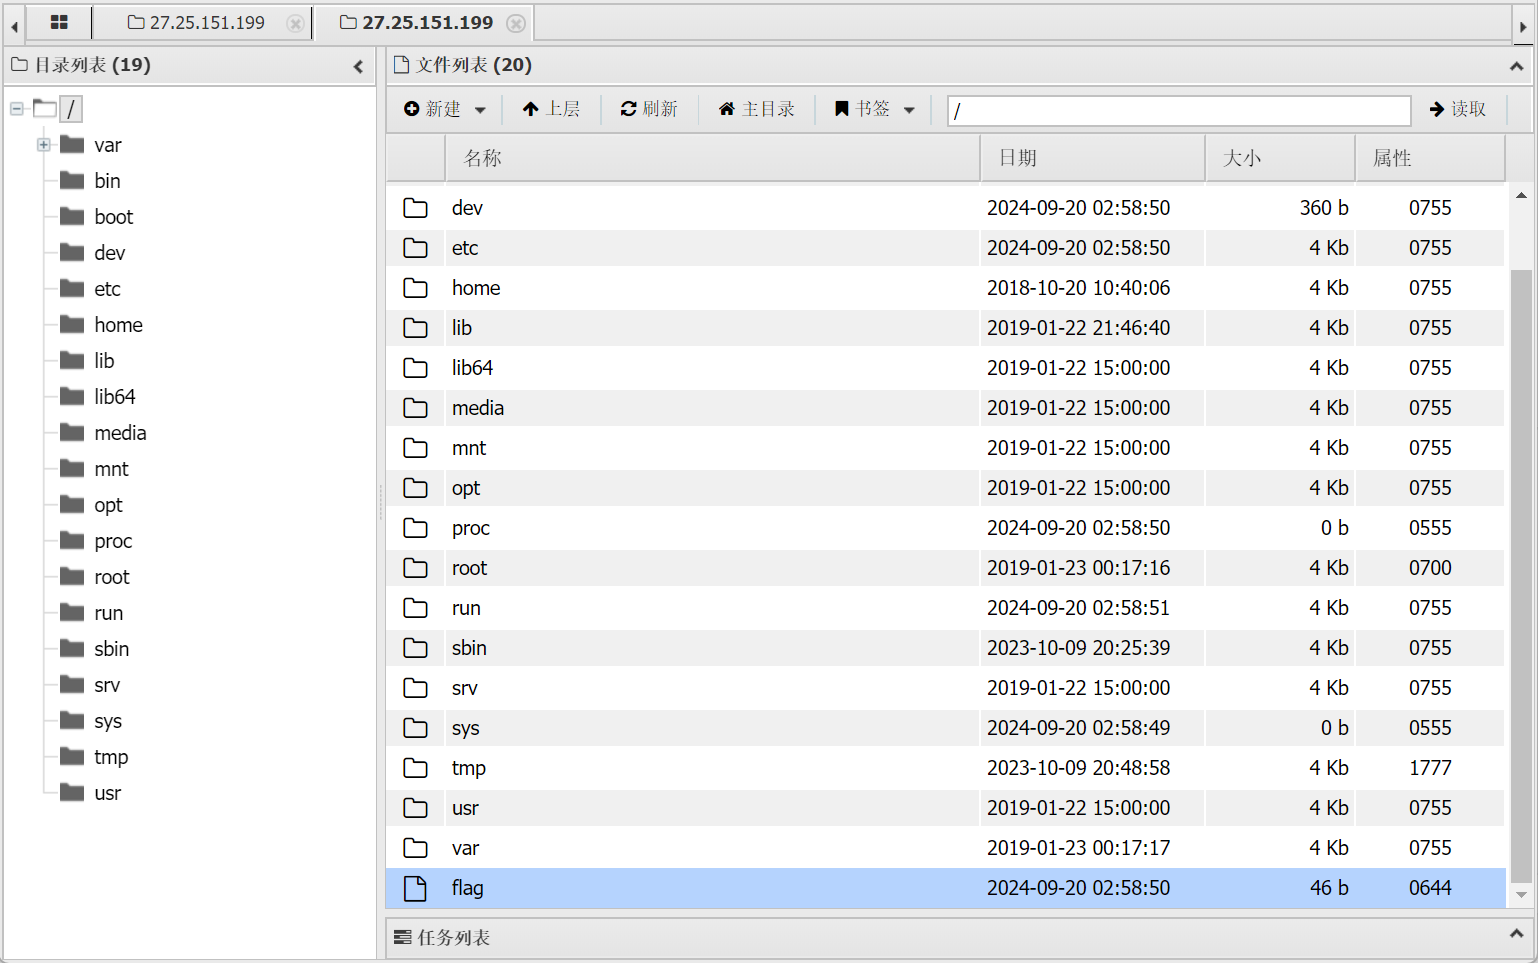 27.25.151.199
27.25.151.199
目录列表 (19)
/
var
bin
boot
dev
etc
home
lib
lib64
media
mnt
opt
proc
root
run
sbin
srv
sys
tmp
usr
文件列表 (20)
新建 上层 刷新 主目录 书签 / 读取
名称 日期 大小 属性
dev 2024-09-20 02:58:50 360 b 0755
etc 2024-09-20 02:58:50 4 Kb 0755
home 2018-10-20 10:40:06 4 Kb 0755
lib 2019-01-22 21:46:40 4 Kb 0755
lib64 2019-01-22 15:00:00 4 Kb 0755
media 2019-01-22 15:00:00 4 Kb 0755
mnt 2019-01-22 15:00:00 4 Kb 0755
opt 2019-01-22 15:00:00 4 Kb 0755
proc 2024-09-20 02:58:50 0 b 0555
root 2019-01-23 00:17:16 4 Kb 0700
run 2024-09-20 02:58:51 4 Kb 0755
sbin 2023-10-09 20:25:39 4 Kb 0755
srv 2019-01-22 15:00:00 4 Kb 0755
sys 2024-09-20 02:58:49 0 b 0555
tmp 2023-10-09 20:48:58 4 Kb 1777
usr 2019-01-22 15:00:00 4 Kb 0755
var 2019-01-23 00:17:17 4 Kb 0755
flag 2024-09-20 02:58:50 46 b 0644
任务列表